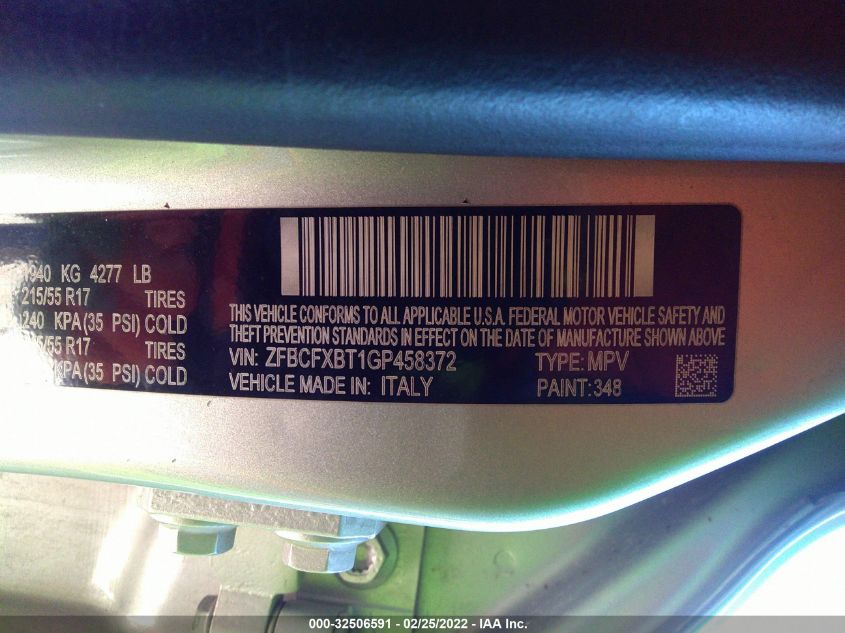 1940 KG 4277 LB
215/55 R17 TIRES
240 KPA(35 PSI) COLD
215/55 R17 TIRES
KPA(35 PSI) COLD
THIS VEHICLE CONFORMS TO ALL APPLICABLE U.S.A. FEDERAL MOTOR VEHICLE SAFETY AND
THEFT PREVENTION STANDARDS IN EFFECT ON THE DATE OF MANUFACTURE SHOWN ABOVE
VIN: ZFBCFXBT1GP458372 TYPE: MPV
VEHICLE MADE IN: ITALY PAINT: 348
000-32506591 - 02/25/2022 - IAA Inc.